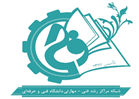 شبکه مراکز رشد فنی - مهارتی دانشگاه فنی و حرفه‌ای